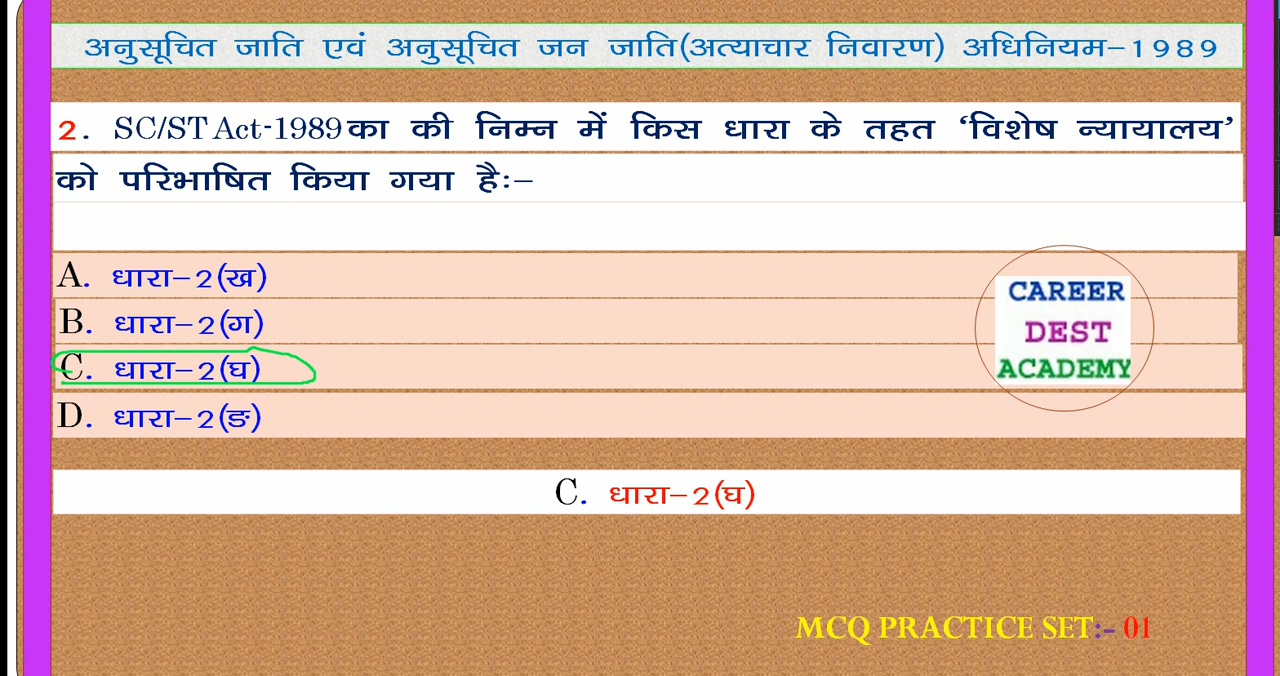 अनुसूचित जाति एवं अनुसूचित जन जाति(अत्याचार निवारण) अधिनियम–1989
2. SC/ST Act-1989 का की निम्न में किस धारा के तहत ‘विशेष न्यायालय’
को परिभाषित किया गया है:–
A. धारा–2(ख)
B. धारा–2(ग)
C. धारा–2(घ)
D. धारा–2(ङ)
CAREER
DEST
ACADEMY
C. धारा–2(घ)
MCQ PRACTICE SET:- 01